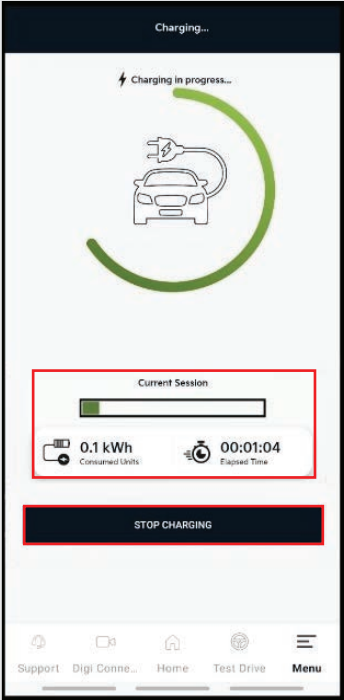 Charging...
Charging in progress...
Current Session
0.1 kWh
Consumed Units
00:01:04
Elapsed Time
STOP CHARGING
Support Digi Conne... Home Test Drive Menu